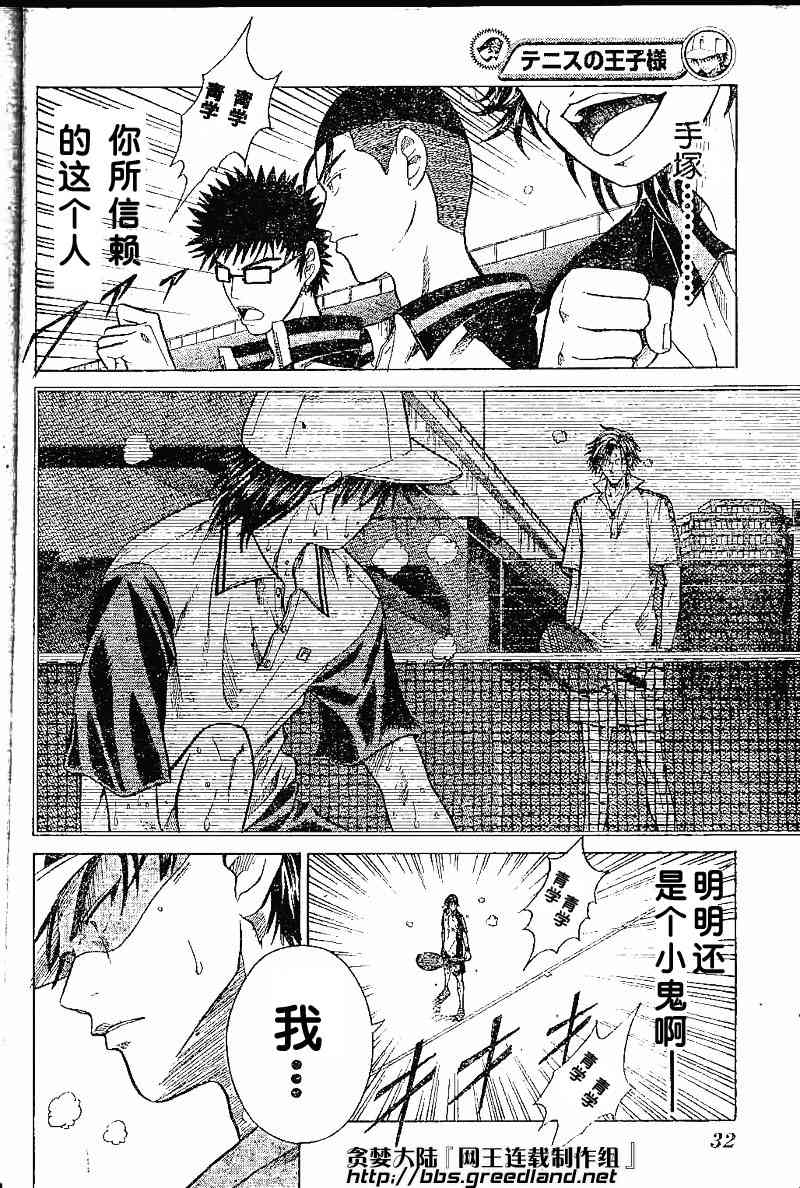 テニスの王子様
手塚………
青学
青学
你所信赖
的这个人
明明还
是个小鬼啊—
青学
青学
青学
青学
我…
32
贪婪大陆『网王连载制作组』
http://bbs.greedland.net